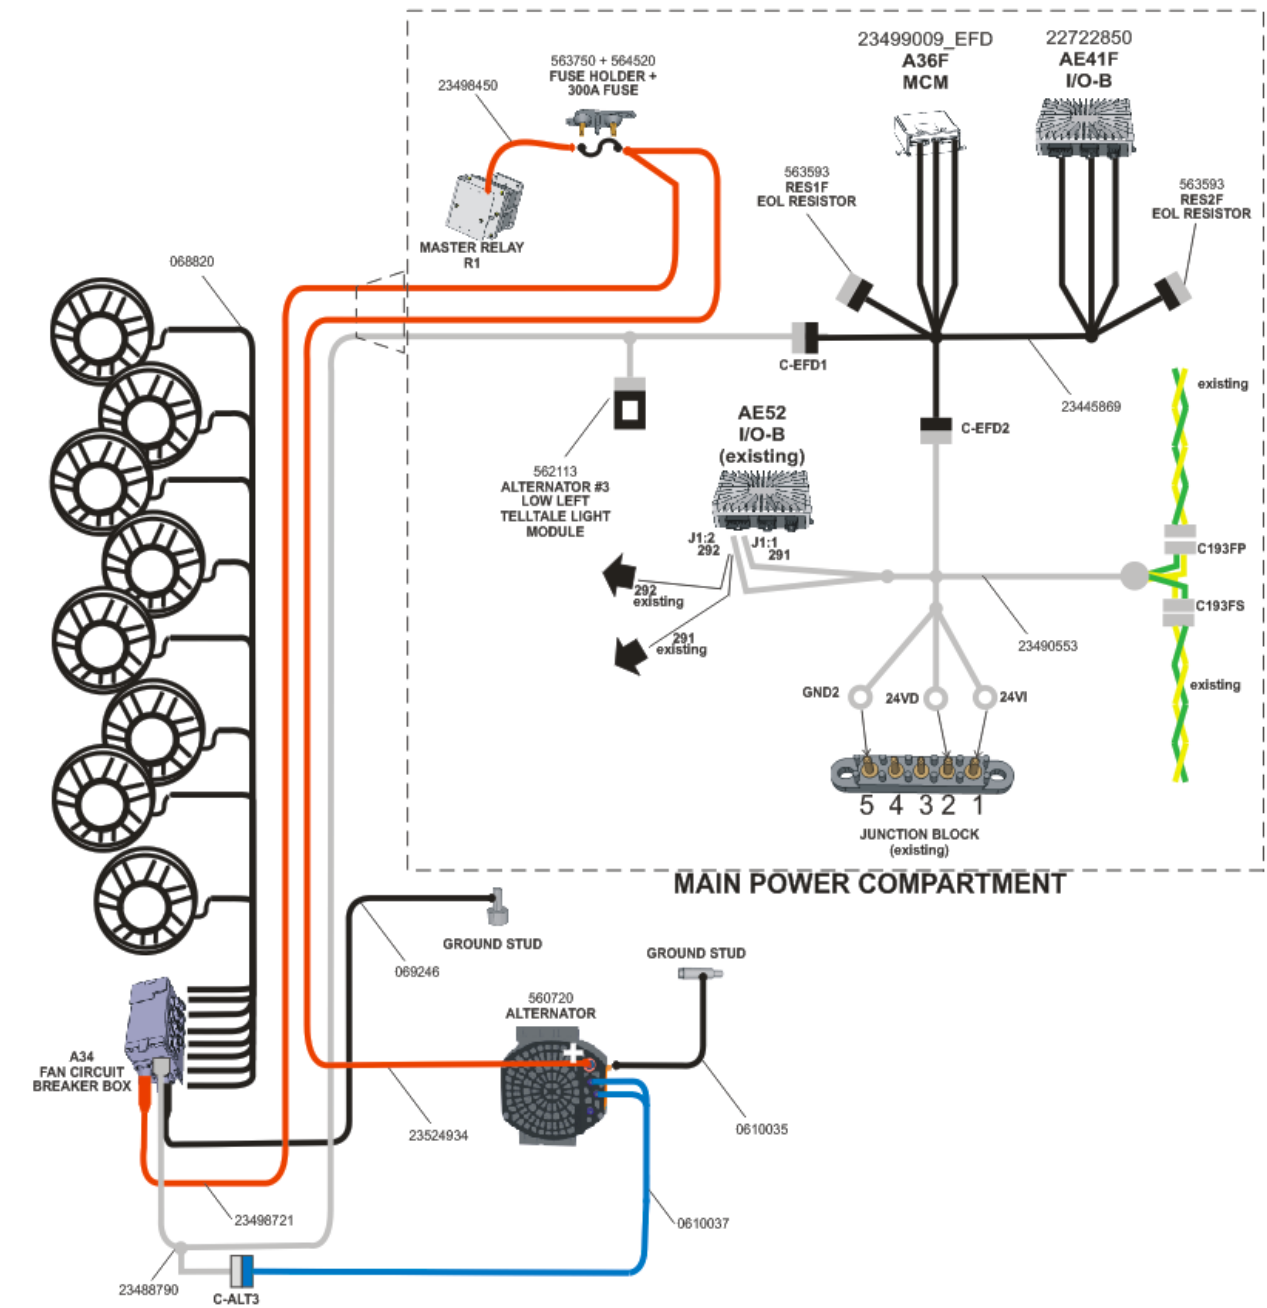 23499009_EFD
A36F
MCM
22722850
AE41F
I/O-B
563750 + 564520
FUSE HOLDER +
300A FUSE
23498450
563593
RES1F
EOL RESISTOR
563593
RES2F
EOL RESISTOR
MASTER RELAY
R1
068820
C-EFD1
23445869
existing
AE52
I/O-B
(existing)
C-EFD2
562113
ALTERNATOR #3
LOW LEFT
TELLTALE LIGHT
MODULE
J1:2
292
J1:1
291
C193FP
292
existing
C193FS
291
existing
23490553
existing
GND2
24VD
24VI
5 4 3 2 1
JUNCTION BLOCK
(existing)
MAIN POWER COMPARTMENT
GROUND STUD
GROUND STUD
069246
560720
ALTERNATOR
A34
FAN CIRCUIT
BREAKER BOX
23524934
0610035
23498721
0610037
23488790
C-ALT3